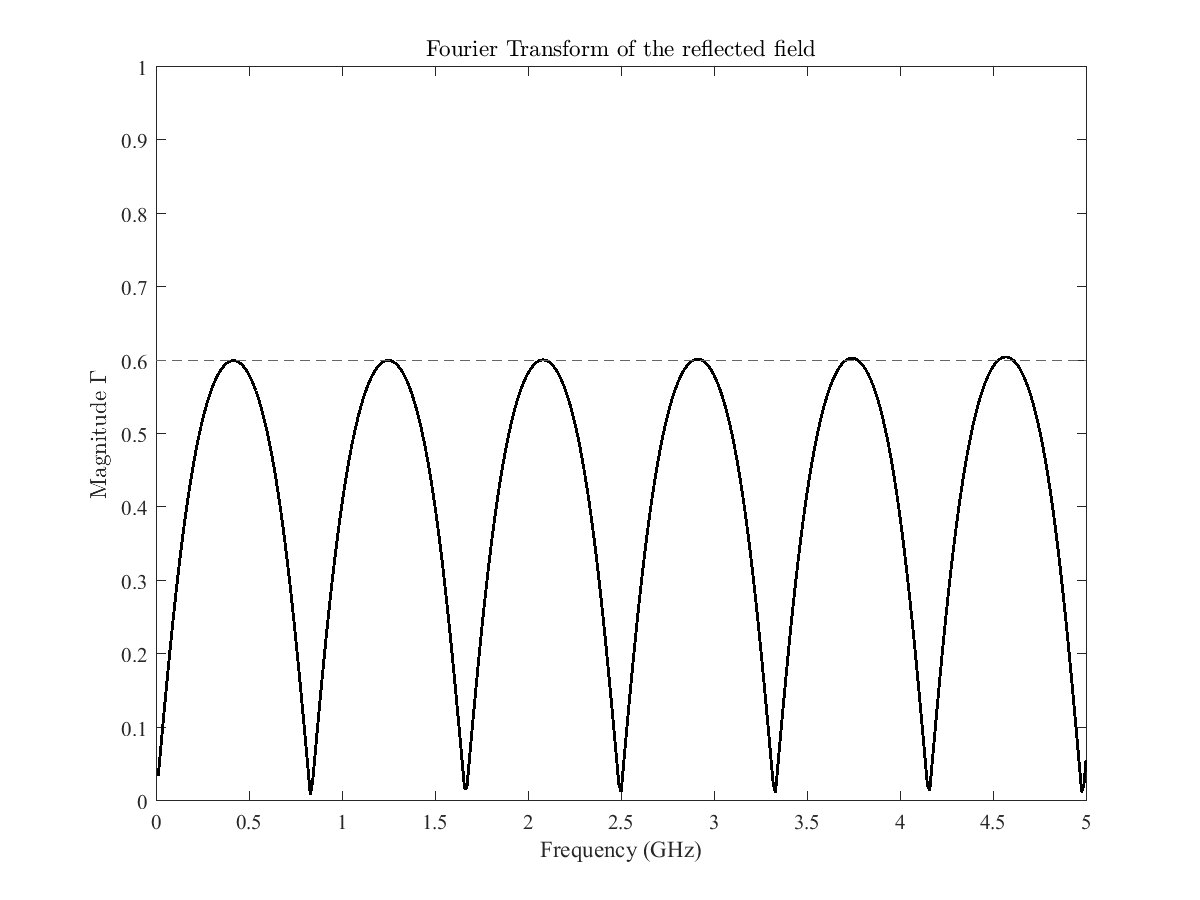 Fourier Transform of the reflected field
1
0.9
0.8
0.7
0.6
0.5
0.4
0.3
0.2
0.1
0
Magnitude Γ
0 0.5 1 1.5 2 2.5 3 3.5 4 4.5 5
Frequency (GHz)